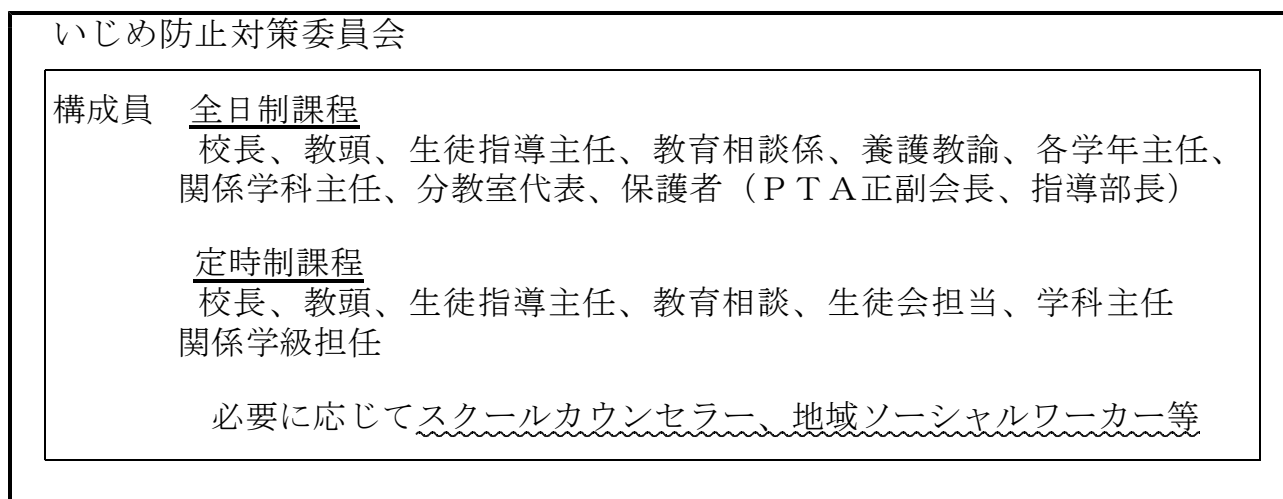 いじめ防止対策委員会
構成員　全日制課程
校長、教頭、生徒指導主任、教育相談係、養護教諭、各学年主任、
関係学科主任、分教室代表、保護者（ＰＴＡ正副会長、指導部長）
定時制課程
校長、教頭、生徒指導主任、教育相談、生徒会担当、学科主任
関係学級担任
必要に応じてスクールカウンセラー、地域ソーシャルワーカー等